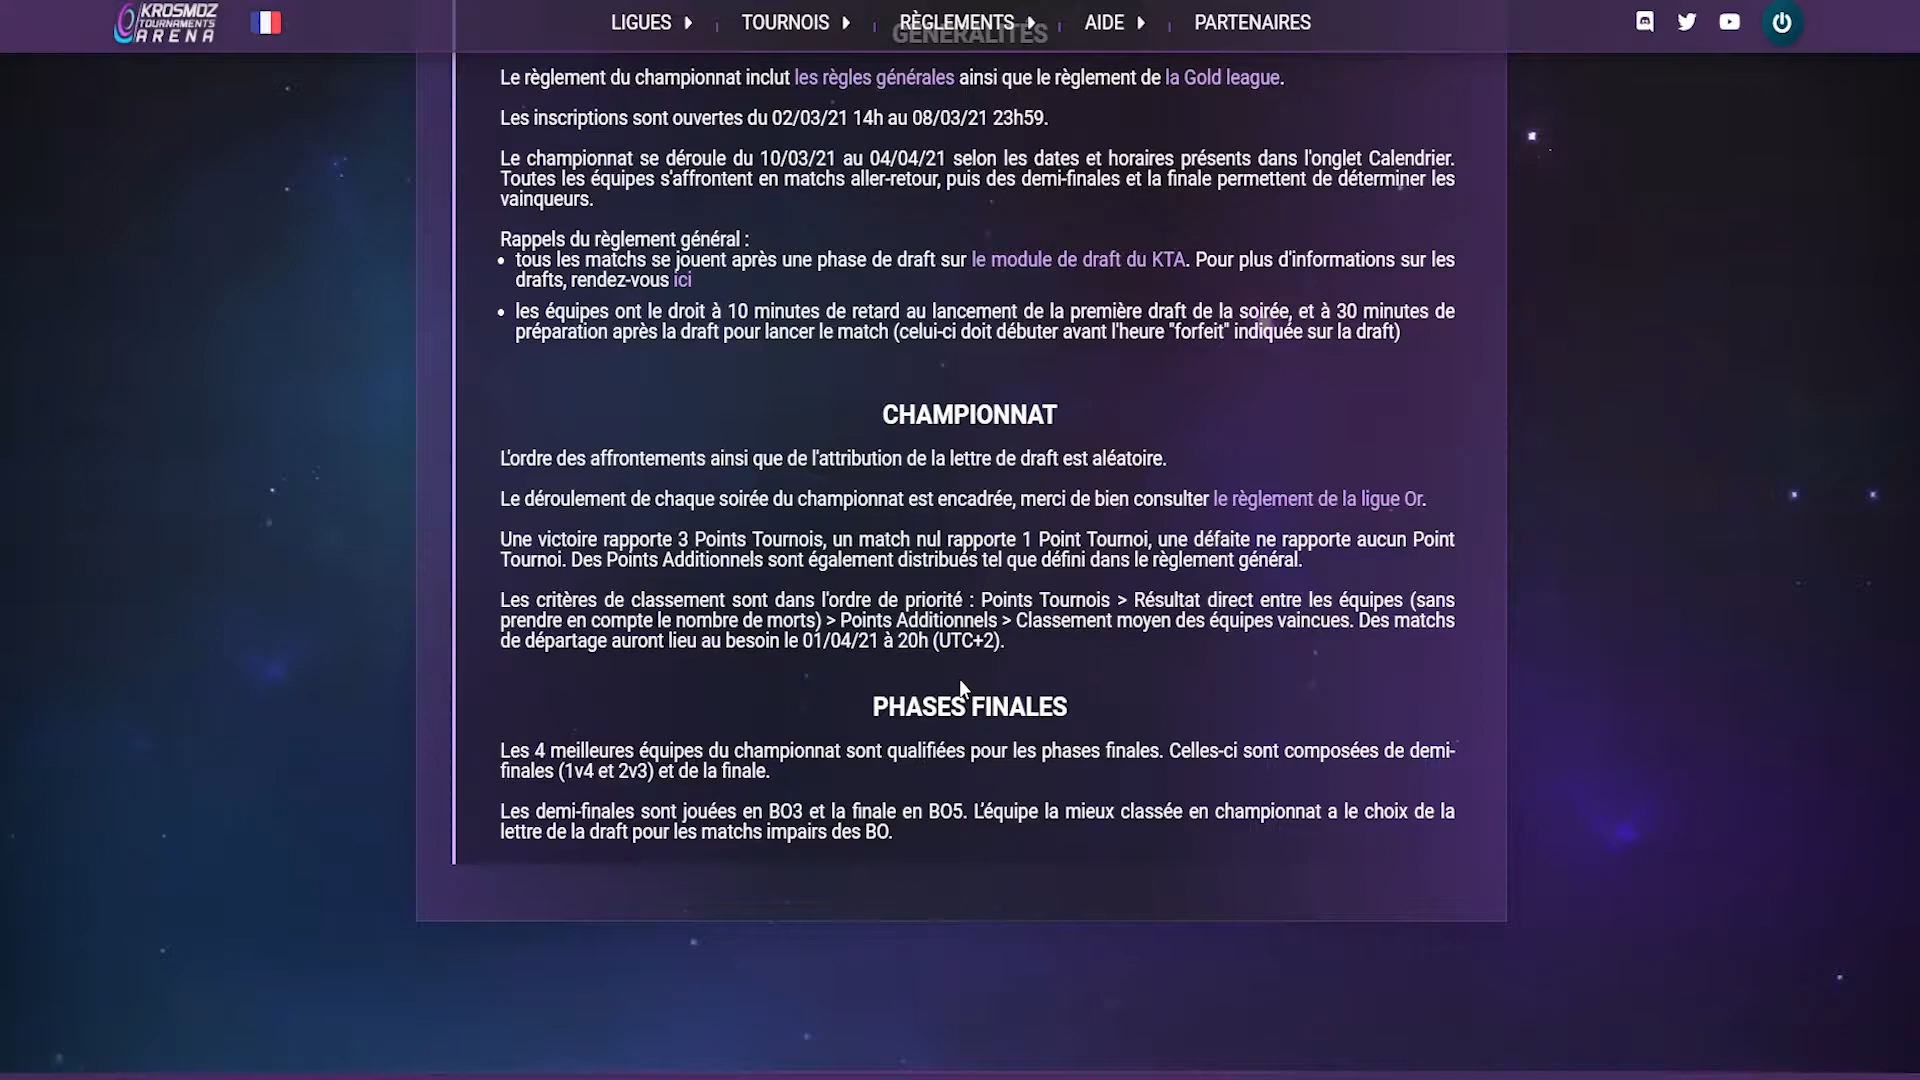 KROSMOZ
TOURNAMENTS
ARENA
LIGUES
TOURNOIS
RÈGLEMENTS
AIDE
PARTENAIRES
GÉNÉRALITÉS
Le règlement du championnat inclut les règles générales ainsi que le règlement de la Gold league.
Les inscriptions sont ouvertes du 02/03/21 14h au 08/03/21 23h59.
Le championnat se déroule du 10/03/21 au 04/04/21 selon les dates et horaires présents dans l'onglet Calendrier.
Toutes les équipes s'affrontent en matchs aller-retour, puis des demi-finales et la finale permettent de déterminer les
vainqueurs.
Rappels du règlement général :
• tous les matchs se jouent après une phase de draft sur le module de draft du KTA. Pour plus d'informations sur les
drafts, rendez-vous ici
• les équipes ont le droit à 10 minutes de retard au lancement de la première draft de la soirée, et à 30 minutes de
préparation après la draft pour lancer le match (celui-ci doit débuter avant l'heure "forfeit" indiquée sur la draft)
CHAMPIONNAT
L'ordre des affrontements ainsi que de l'attribution de la lettre de draft est aléatoire.
Le déroulement de chaque soirée du championnat est encadrée, merci de bien consulter le règlement de la ligue Or.
Une victoire rapporte 3 Points Tournois, un match nul rapporte 1 Point Tournoi, une défaite ne rapporte aucun Point
Tournoi. Des Points Additionnels sont également distribués tel que défini dans le règlement général.
Les critères de classement sont dans l'ordre de priorité : Points Tournois > Résultat direct entre les équipes (sans
prendre en compte le nombre de morts) > Points Additionnels > Classement moyen des équipes vaincues. Des matchs
de départage auront lieu au besoin le 01/04/21 à 20h (UTC+2).
PHASES FINALES
Les 4 meilleures équipes du championnat sont qualifiées pour les phases finales. Celles-ci sont composées de demi-
finales (1v4 et 2v3) et de la finale.
Les demi-finales sont jouées en BO3 et la finale en BO5. L'équipe la mieux classée en championnat a le choix de la
lettre de la draft pour les matchs impairs des BO.